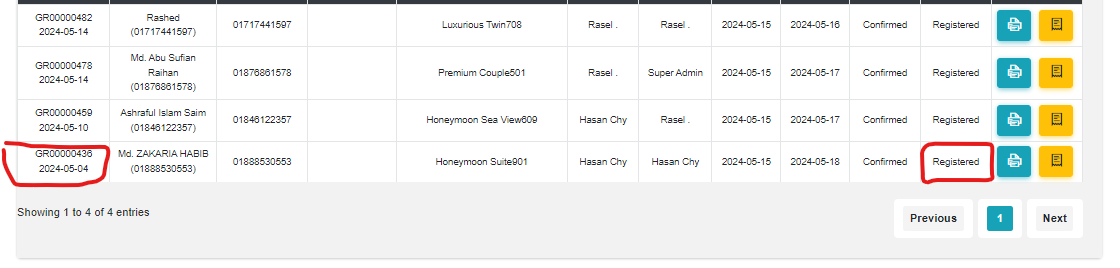 GR00000482 2024-05-14 Rashed (01717441597) 01717441597 Luxurious Twin708 Rasel . Rasel . 2024-05-15 2024-05-16 Confirmed Registered
GR00000478 2024-05-14 Md. Abu Sufian Raihan (01876861578) 01876861578 Premium Couple501 Rasel . Super Admin 2024-05-15 2024-05-17 Confirmed Registered
GR00000459 2024-05-10 Ashraful Islam Saim (01846122357) 01846122357 Honeymoon Sea View609 Hasan Chy Rasel . 2024-05-15 2024-05-17 Confirmed Registered
GR00000436 2024-05-04 Md. ZAKARIA HABIB (01888530553) 01888530553 Honeymoon Suite901 Hasan Chy Hasan Chy 2024-05-15 2024-05-18 Confirmed Registered
Showing 1 to 4 of 4 entries
Previous 1 Next